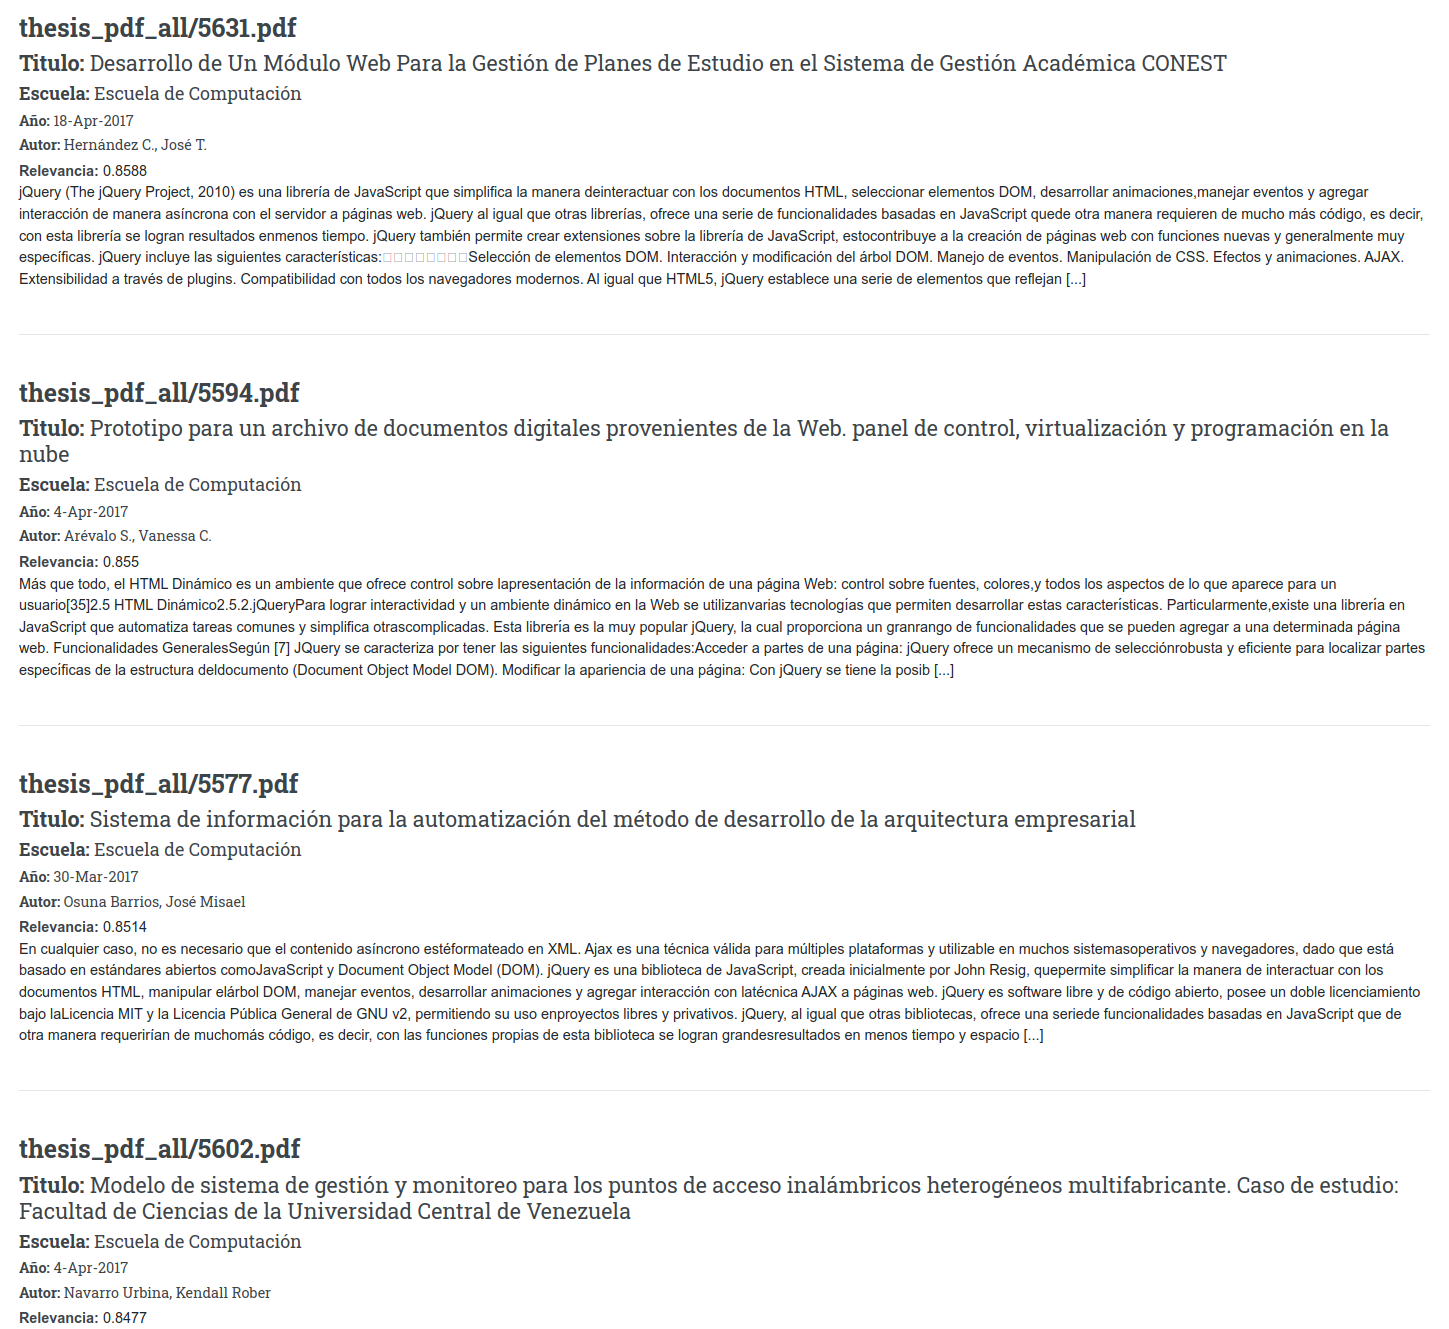 thesis_pdf_all/5631.pdf
Titulo: Desarrollo de Un Módulo Web Para la Gestión de Planes de Estudio en el Sistema de Gestión Académica CONEST
Escuela: Escuela de Computación
Año: 18-Apr-2017
Autor: Hernández C., José T.
Relevancia: 0.8588
jQuery (The jQuery Project, 2010) es una librería de JavaScript que simplifica la manera deinteractuar con los documentos HTML, seleccionar elementos DOM, desarrollar animaciones,manejar eventos y agregar
interacción de manera asíncrona con el servidor a páginas web. jQuery al igual que otras librerías, ofrece una serie de funcionalidades basadas en JavaScript quede otra manera requieren de mucho más código, es decir,
con esta librería se logran resultados enmenos tiempo. jQuery también permite crear extensiones sobre la librería de JavaScript, estocontribuye a la creación de páginas web con funciones nuevas y generalmente muy
específicas. jQuery incluye las siguientes características:Selección de elementos DOM. Interacción y modificación del árbol DOM. Manejo de eventos. Manipulación de CSS. Efectos y animaciones. AJAX.
Extensibilidad a través de plugins. Compatibilidad con todos los navegadores modernos. Al igual que HTML5, jQuery establece una serie de elementos que reflejan [...]
thesis_pdf_all/5594.pdf
Titulo: Prototipo para un archivo de documentos digitales provenientes de la Web. panel de control, virtualización y programación en la
nube
Escuela: Escuela de Computación
Año: 4-Apr-2017
Autor: Arévalo S., Vanessa C.
Relevancia: 0.855
Más que todo, el HTML Dinámico es un ambiente que ofrece control sobre lapresentación de la información de una página Web: control sobre fuentes, colores,y todos los aspectos de lo que aparece para un
usuario[35]2.5 HTML Dinámico2.5.2.jQueryPara lograr interactividad y un ambiente dinámico en la Web se utilizanvarias tecnologías que permiten desarrollar estas características. Particularmente,existe una librería en
JavaScript que automatiza tareas comunes y simplifica otrascomplicadas. Esta librería es la muy popular jQuery, la cual proporciona un granrango de funcionalidades que se pueden agregar a una determinada página
web. Funcionalidades GeneralesSegún [7] JQuery se caracteriza por tener las siguientes funcionalidades:Acceder a partes de una página: jQuery ofrece un mecanismo de selecciónrobusta y eficiente para localizar partes
específicas de la estructura deldocumento (Document Object Model DOM). Modificar la apariencia de una página: Con jQuery se tiene la posib [...]
thesis_pdf_all/5577.pdf
Titulo: Sistema de información para la automatización del método de desarrollo de la arquitectura empresarial
Escuela: Escuela de Computación
Año: 30-Mar-2017
Autor: Osuna Barrios, José Misael
Relevancia: 0.8514
En cualquier caso, no es necesario que el contenido asíncrono estéformateado en XML. Ajax es una técnica válida para múltiples plataformas y utilizable en muchos sistemasoperativos y navegadores, dado que está
basado en estándares abiertos comoJavaScript y Document Object Model (DOM). jQuery es una biblioteca de JavaScript, creada inicialmente por John Resig, quepermite simplificar la manera de interactuar con los
documentos HTML, manipular elárbol DOM, manejar eventos, desarrollar animaciones y agregar interacción con latécnica AJAX a páginas web. jQuery es software libre y de código abierto, posee un doble licenciamiento
bajo laLicencia MIT y la Licencia Pública General de GNU v2, permitiendo su uso enproyectos libres y privativos. jQuery, al igual que otras bibliotecas, ofrece una seriede funcionalidades basadas en JavaScript que de
otra manera requerirían de muchomás código, es decir, con las funciones propias de esta biblioteca se logran grandesresultados en menos tiempo y espacio [...]
thesis_pdf_all/5602.pdf
Titulo: Modelo de sistema de gestión y monitoreo para los puntos de acceso inalámbricos heterogéneos multifabricante. Caso de estudio:
Facultad de Ciencias de la Universidad Central de Venezuela
Escuela: Escuela de Computación
Año: 4-Apr-2017
Autor: Navarro Urbina, Kendall Rober
Relevancia: 0.8477